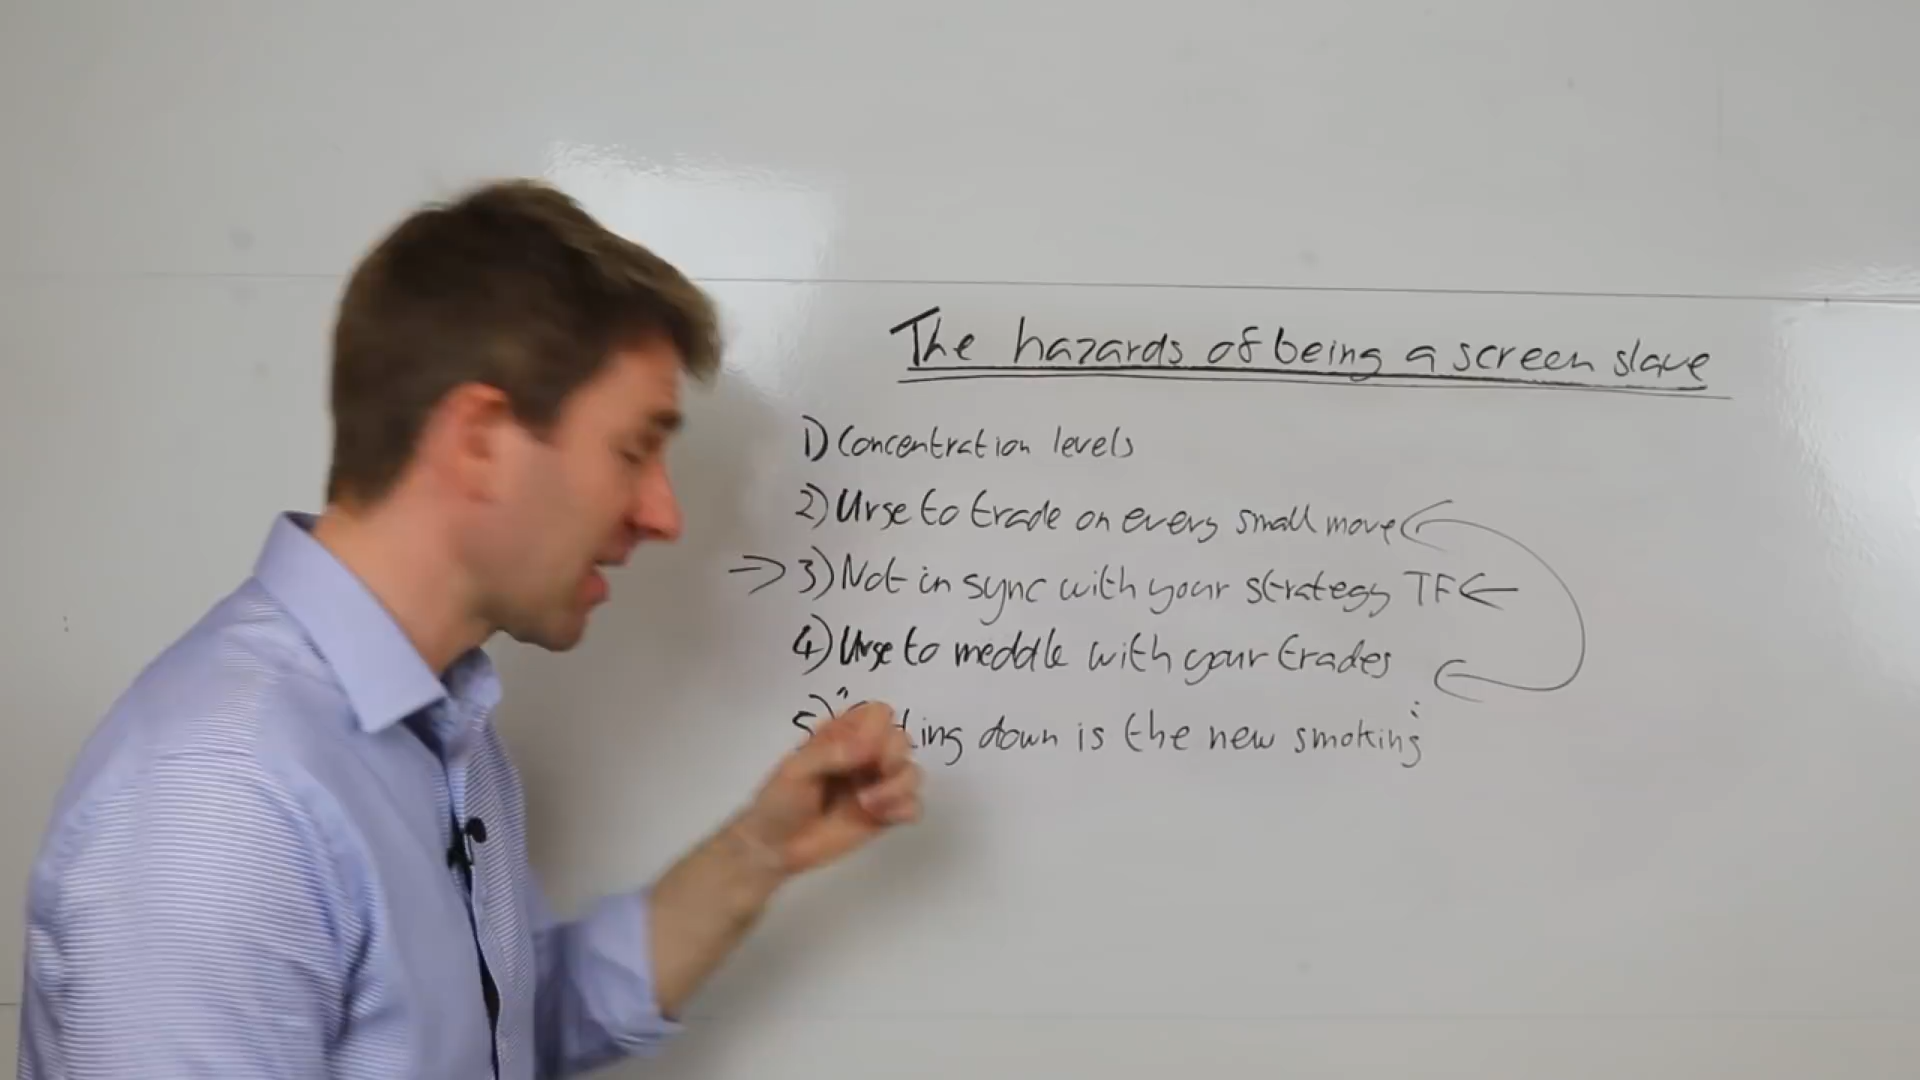 The hazards of being a screen slave
1) Concentration levels
2) Urge to trade on every small move
=> 3) Not in sync with your strategy TF
4) Urge to meddle with your trades
5) down is the new smoking"